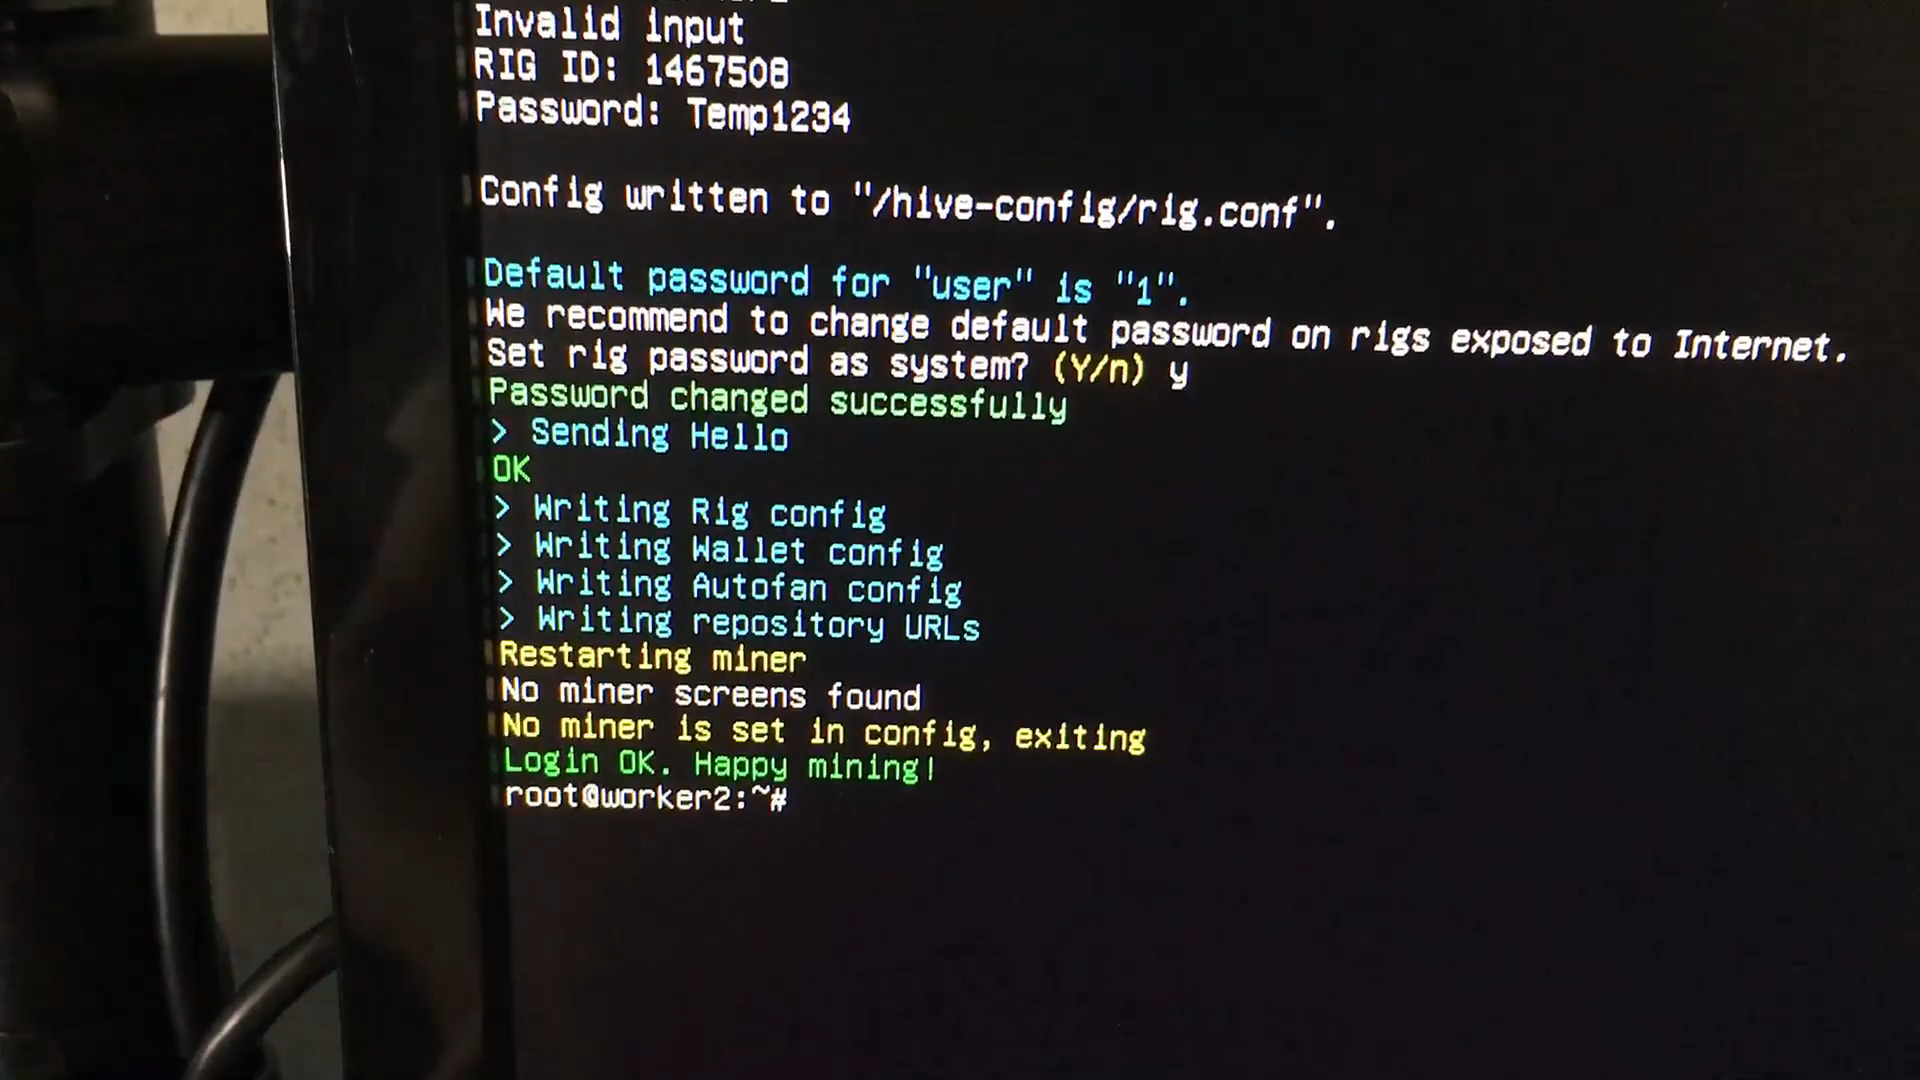 Invalid input
RIG ID: 1467508
Password: Temp1234
Config written to "/hive-config/rig.conf".
Default password for "user" is "1".
We recommend to change default password on rigs exposed to Internet.
Set rig password as system? (Y/n) y
Password changed successfully
> Sending Hello
OK
> Writing Rig config
> Writing Wallet config
> Writing Autofan config
> Writing repository URLs
Restarting miner
No miner screens found
No miner is set in config, exiting
Login OK. Happy mining!
root@worker2:~#